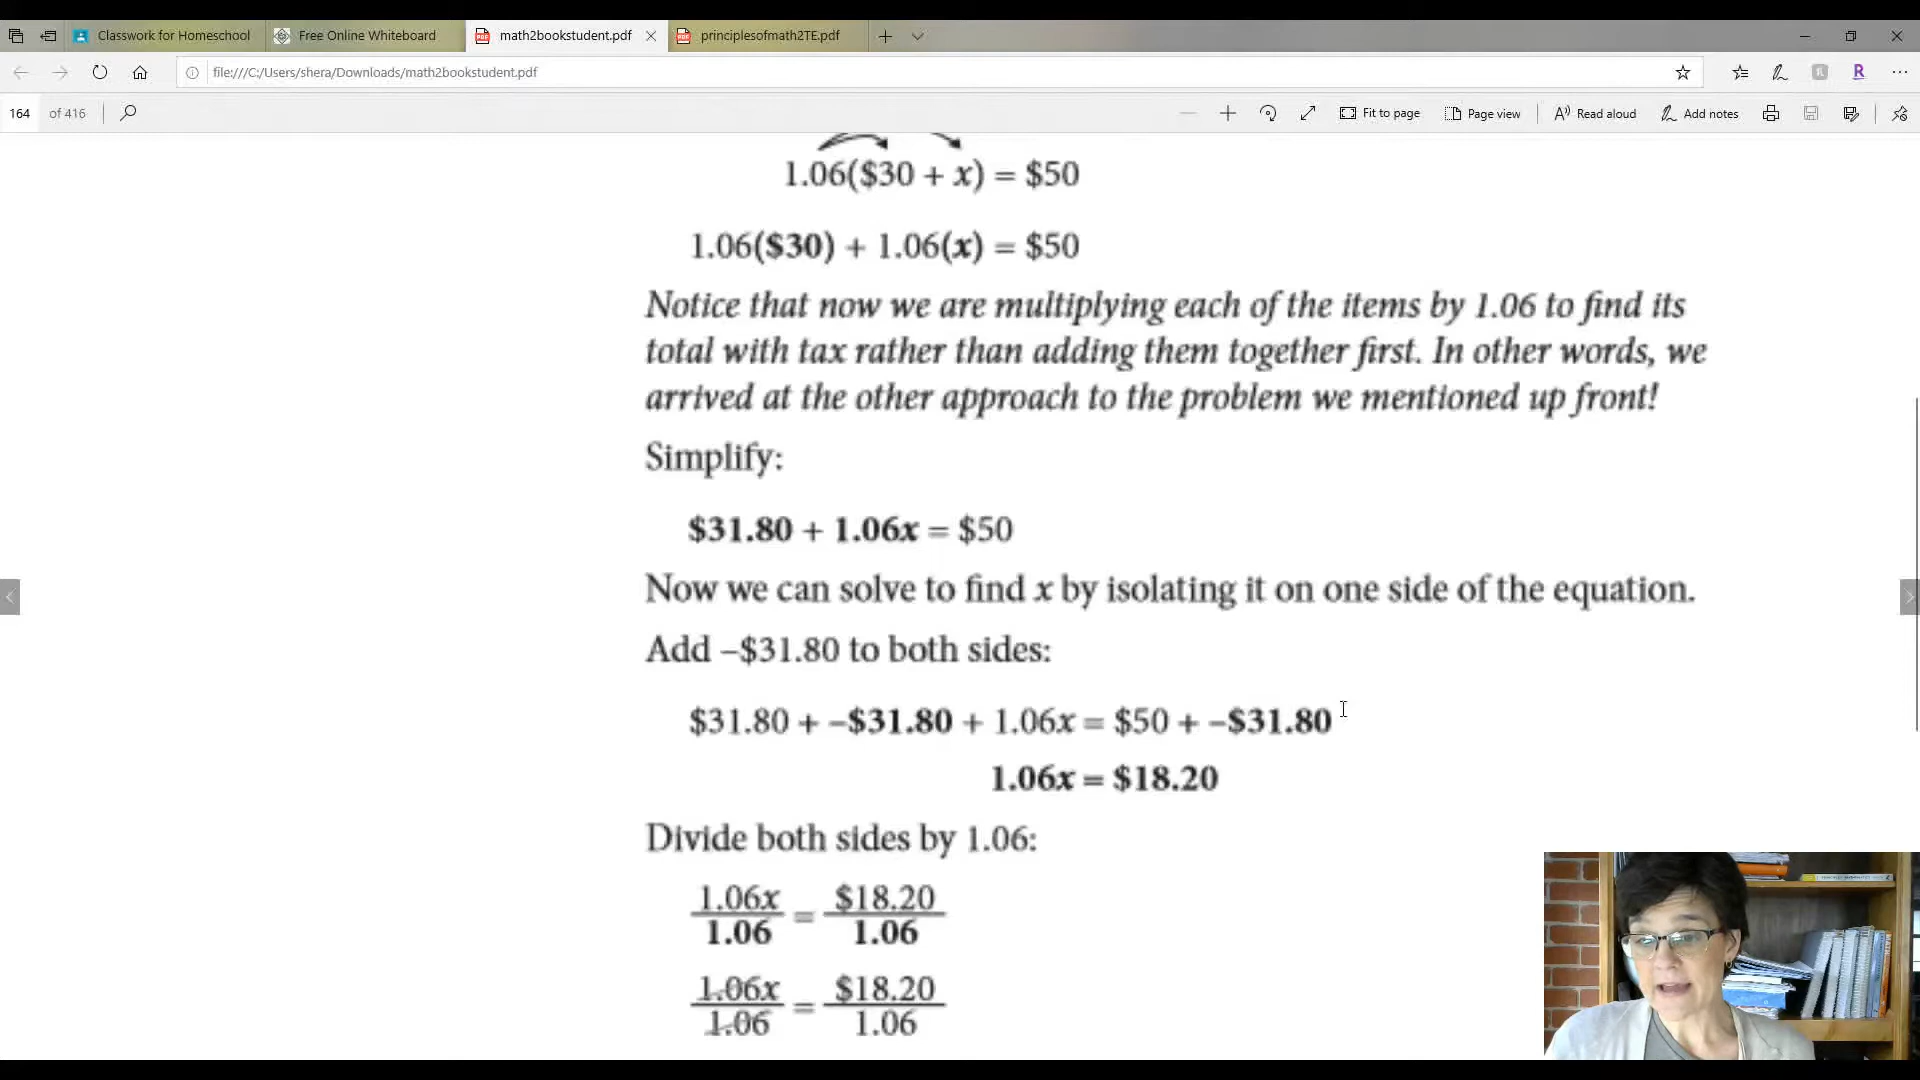 Classwork for Homeschool
Free Online Whiteboard
math2bookstudent.pdf
principlesofmath2TE.pdf
file:///C:/Users/shera/Downloads/math2bookstudent.pdf
R
164 of 416
Fit to page
Page view
Read aloud
Add notes
1.06($30 + x) = $50
1.06($30) + 1.06(x) = $50
Notice that now we are multiplying each of the items by 1.06 to find its
total with tax rather than adding them together first. In other words, we
arrived at the other approach to the problem we mentioned up front!
Simplify:
$31.80 + 1.06x = $50
Now we can solve to find x by isolating it on one side of the equation.
Add –$31.80 to both sides:
$31.80 + –$31.80 + 1.06x = $50 + –$31.80
1.06x = $18.20
Divide both sides by 1.06:
1.06x = $18.20
1.06 1.06
1.06x = $18.20
1.06 1.06